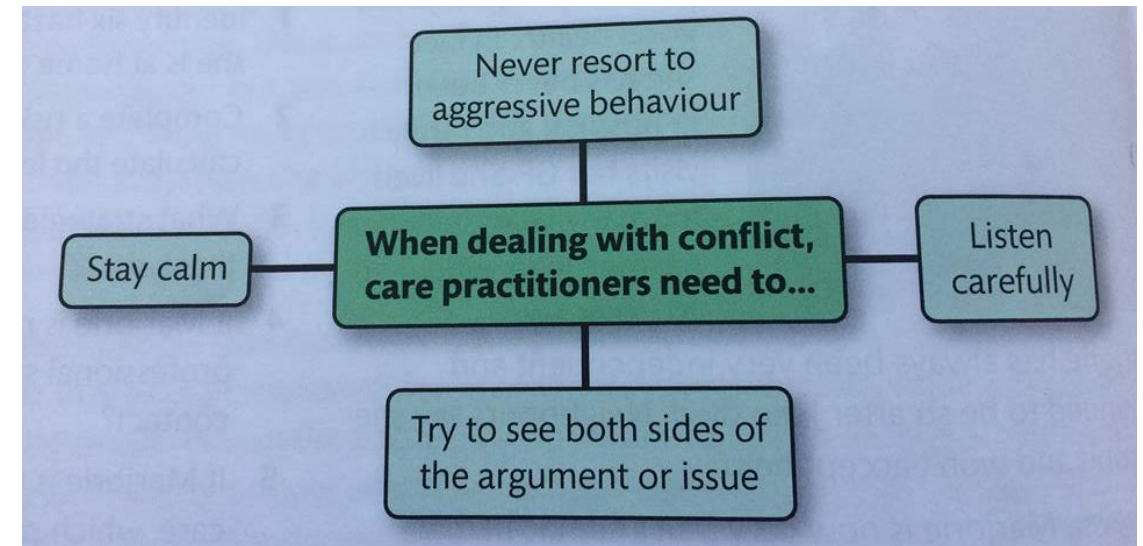 Never resort to
aggressive behaviour
When dealing with conflict,
care practitioners need to...
Stay calm
Listen
carefully
Try to see both sides of
the argument or issue